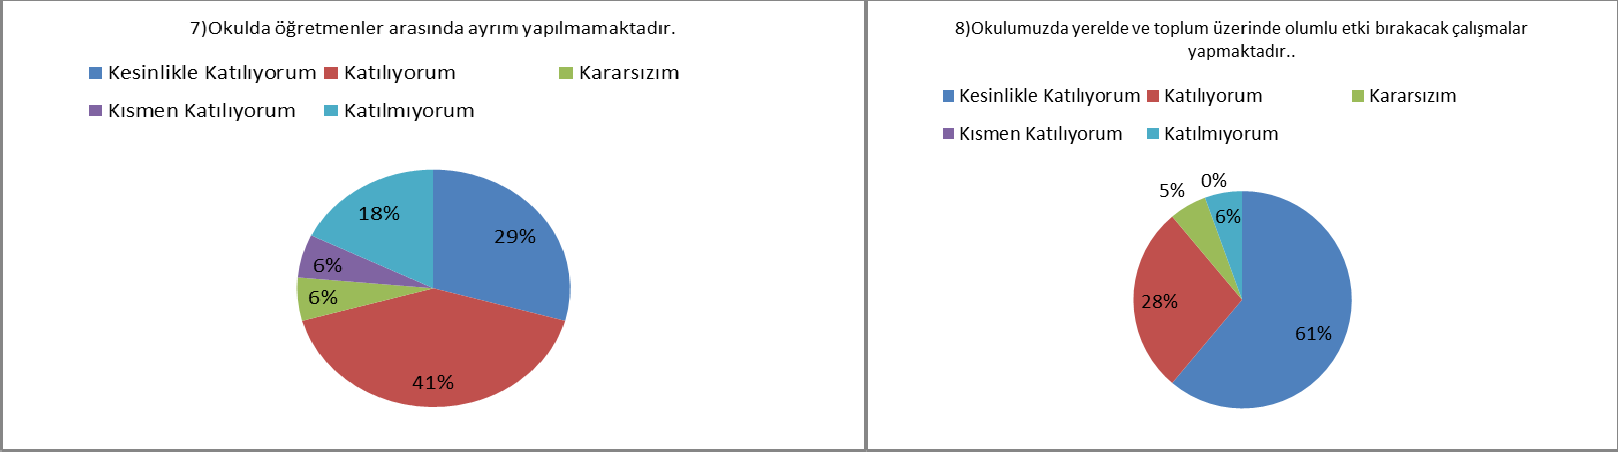 7)Okulda öğretmenler arasında ayrım yapılmamaktadır.
Kesinlikle Katılıyorum Katılıyorum Kararsızım
Kısmen Katılıyorum Katılmıyorum
18%
29%
6%
6%
41%
8)Okulumuzda yerelde ve toplum üzerinde olumlu etki bırakacak çalışmalar
yapmaktadır..
Kesinlikle Katılıyorum Katılıyorum Kararsızım
Kısmen Katılıyorum Katılmıyorum
0%
5%
6%
28%
61%